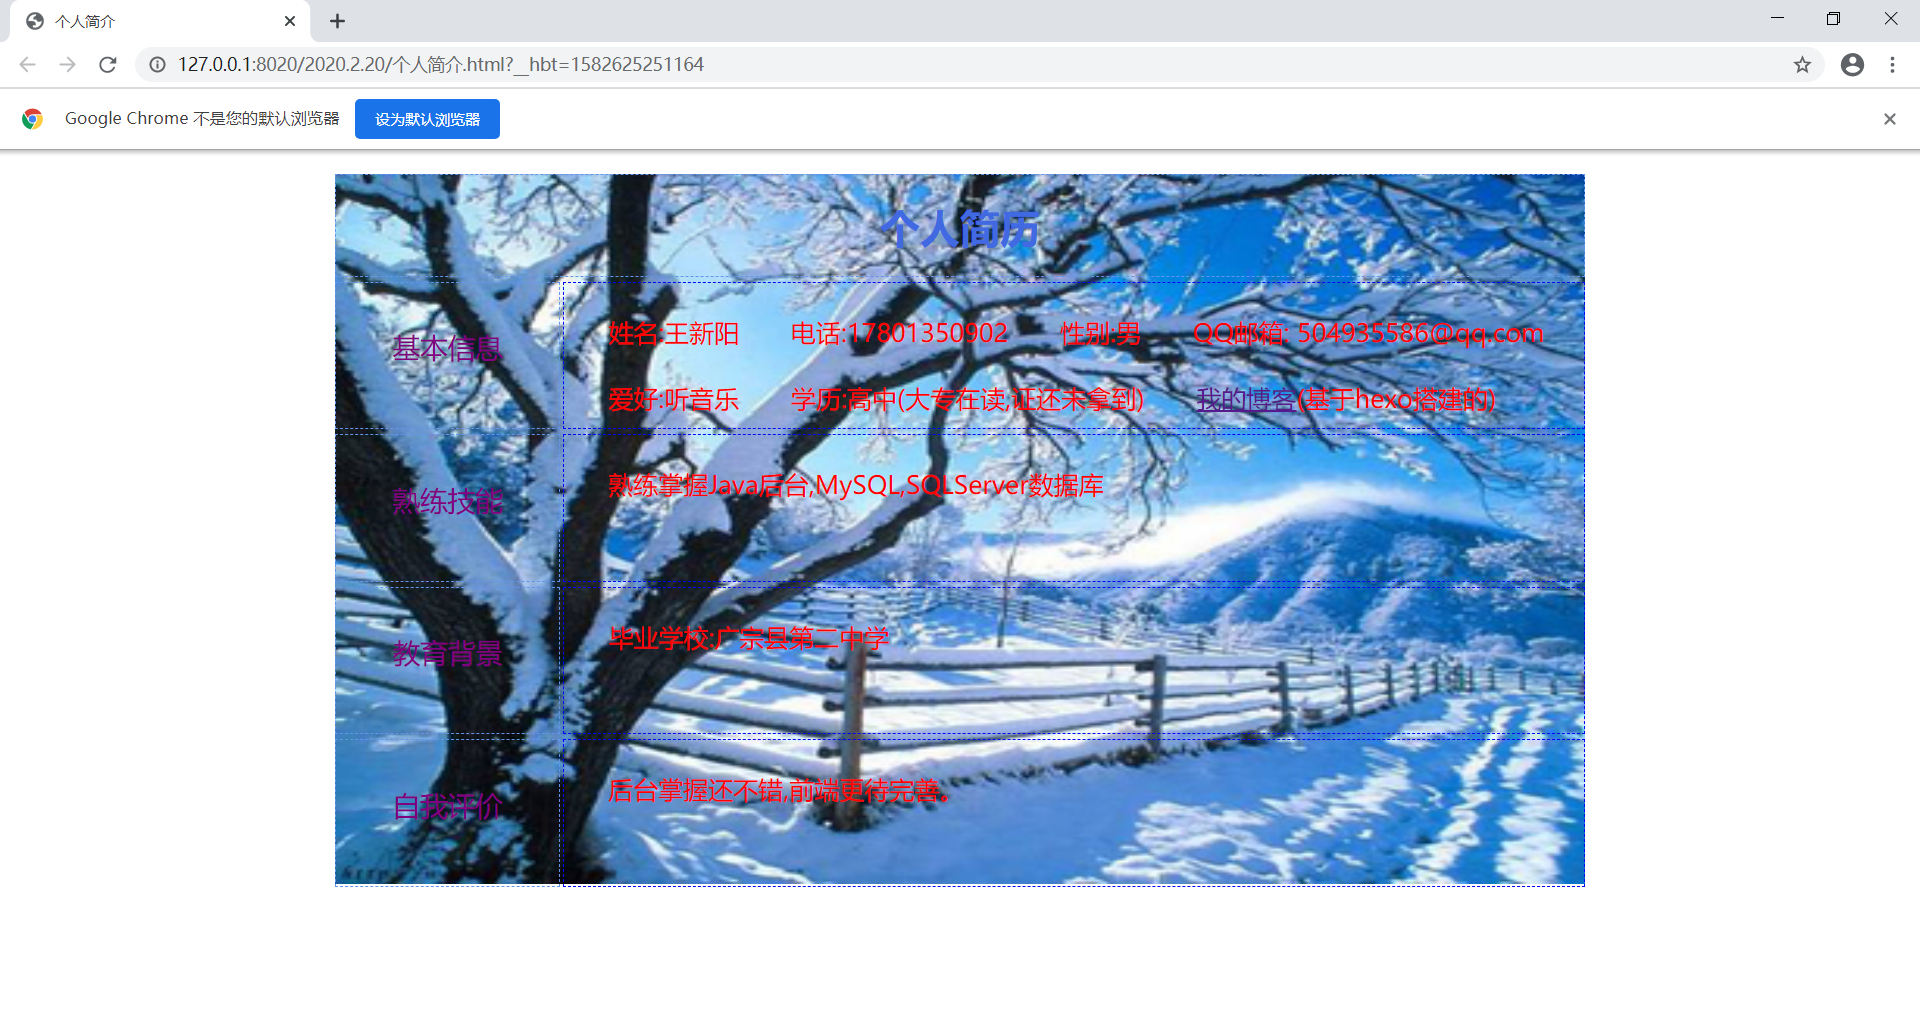 个人简介
127.0.0.1:8020/2020.2.20/个人简介.html?__hbt=1582625251164
Google Chrome 不是您的默认浏览器 设为默认浏览器
个人简历
基本信息
姓名:王新阳 电话:17801350902 性别:男 QQ邮箱: 504935586@qq.com
爱好:听音乐 学历:高中(大专在读,证还未拿到) 我的博客(基于hexo搭建的)
熟练技能
熟练掌握Java后台,MySQL,SQLServer数据库
教育背景
毕业学校:广宗县第二中学
自我评价
后台掌握还不错,前端更待完善。